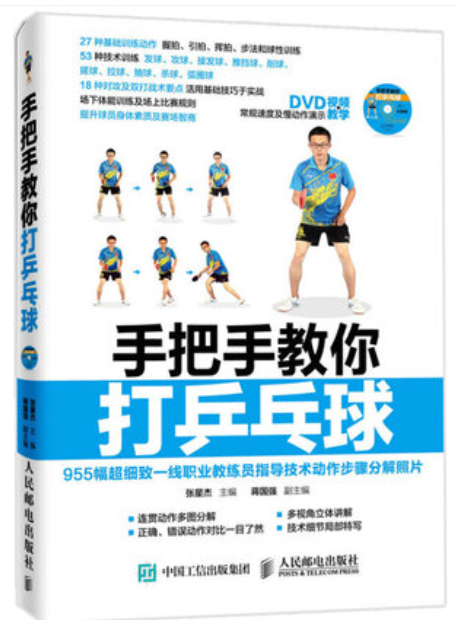 27 种基础训练动作 握拍、引拍、挥拍、步法和球性训练
53 种技术训练 发球、攻球、接发球、推挡球、削球、
搓球、拉球、抽球、杀球、弧圈球
18 种对攻及双打战术要点 活用基础技巧于实战
场下体能训练及场上比赛规则
提升球员身体素质及赛场智商
DVD视频教学
常规速度及慢动作演示
手把手教你
打乒乓球
955幅超细致一线职业教练员指导技术动作步骤分解照片
张星杰 主编 蒋国强 副主编
•连贯动作多图分解
•多视角立体讲解
•正确、错误动作对比一目了然
•技术细节局部特写
中国工信出版集团
人民邮电出版社
POSTS & TELECOM PRESS
手把手教你打乒乓球
张星杰 主编
蒋国强 副主编
人民邮电出版社